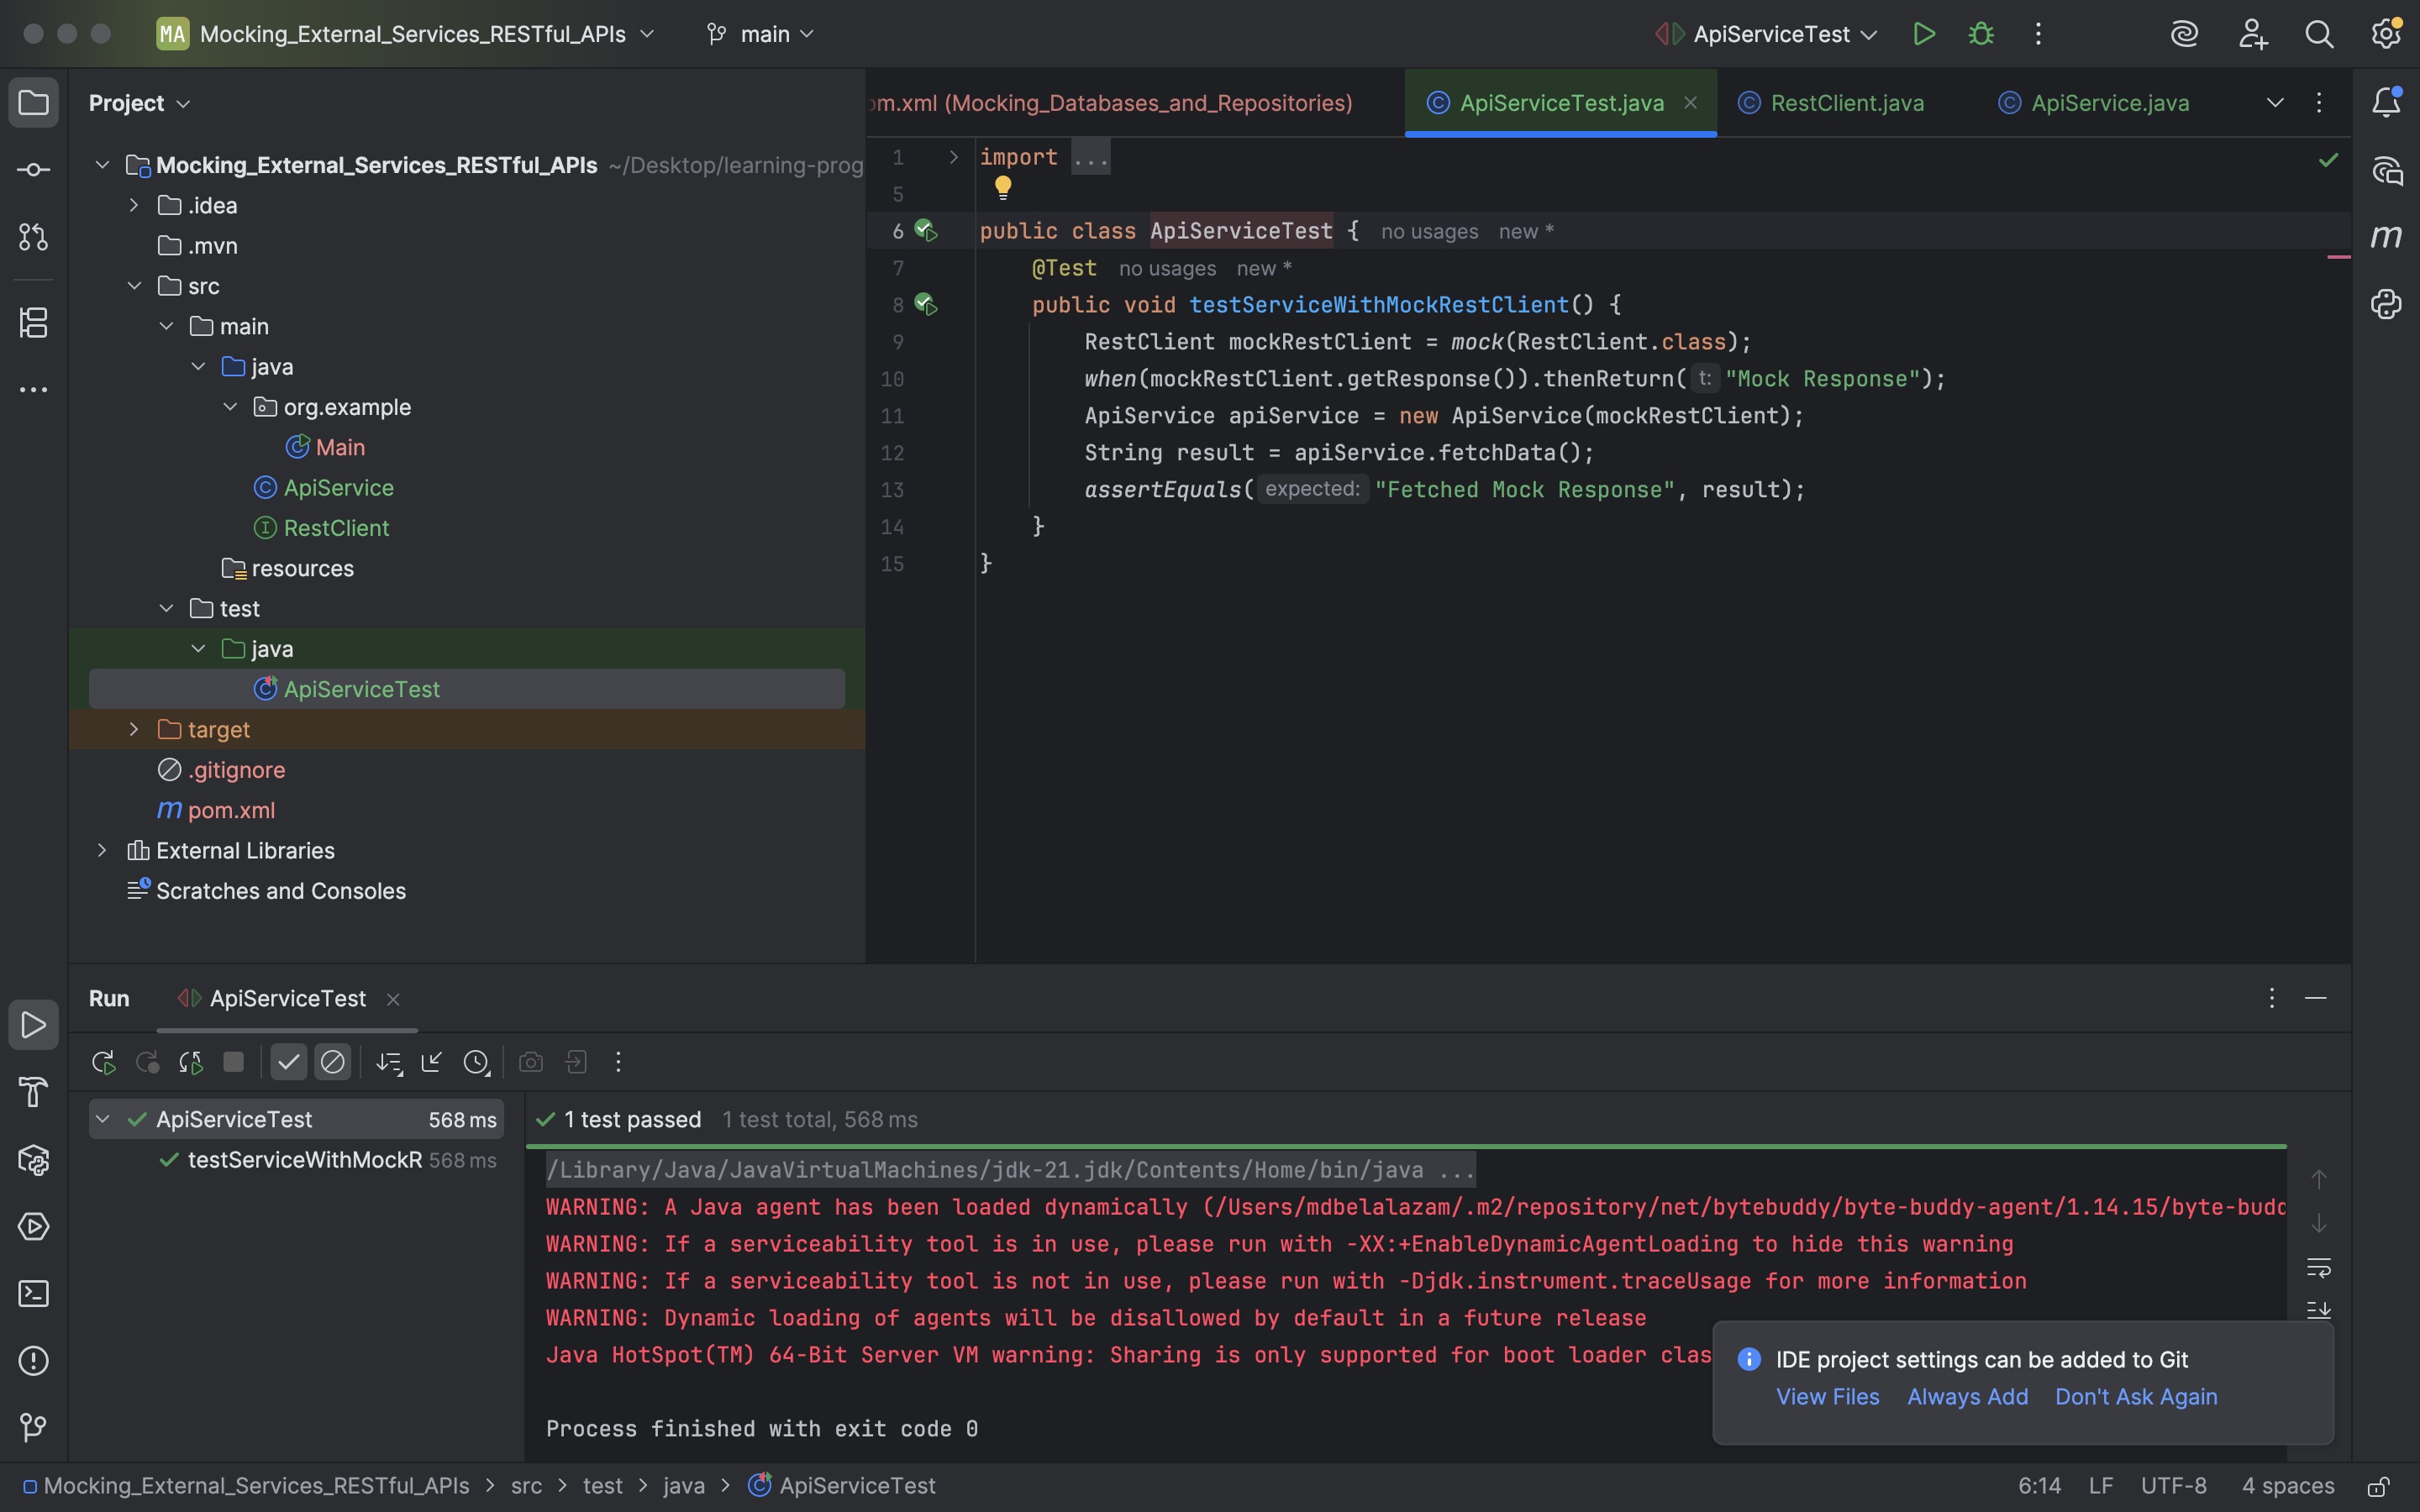 MA Mocking_External_Services_RESTful_APIs main ApiServiceTest
Project
om.xml (Mocking_Databases_and_Repositories) ApiServiceTest.java RestClient.java ApiService.java
Mocking_External_Services_RESTful_APIs ~/Desktop/learning-prog
.idea
.mvn
src
main
java
org.example
Main
ApiService
RestClient
resources
test
java
ApiServiceTest
target
.gitignore
m pom.xml
External Libraries
Scratches and Consoles
1 import ...
5
6 public class ApiServiceTest { no usages new *
7 @Test no usages new *
8 public void testServiceWithMockRestClient() {
9 RestClient mockRestClient = mock(RestClient.class);
10 when(mockRestClient.getResponse()).thenReturn( t: "Mock Response");
11 ApiService apiService = new ApiService(mockRestClient);
12 String result = apiService.fetchData();
13 assertEquals( expected: "Fetched Mock Response", result);
14 }
15 }
m
Run ApiServiceTest
ApiServiceTest 568 ms
testServiceWithMockR 568 ms
1 test passed 1 test total, 568 ms
/Library/Java/JavaVirtualMachines/jdk-21.jdk/Contents/Home/bin/java ...
WARNING: A Java agent has been loaded dynamically (/Users/mdbelalazam/.m2/repository/net/bytebuddy/byte-buddy-agent/1.14.15/byte-budd
WARNING: If a serviceability tool is in use, please run with -XX:+EnableDynamicAgentLoading to hide this warning
WARNING: If a serviceability tool is not in use, please run with -Djdk.instrument.traceUsage for more information
WARNING: Dynamic loading of agents will be disallowed by default in a future release
Java HotSpot(TM) 64-Bit Server VM warning: Sharing is only supported for boot loader clas
Process finished with exit code 0
IDE project settings can be added to Git
View Files Always Add Don't Ask Again
Mocking_External_Services_RESTful_APIs > src > test > java > ApiServiceTest
6:14 LF UTF-8 4 spaces